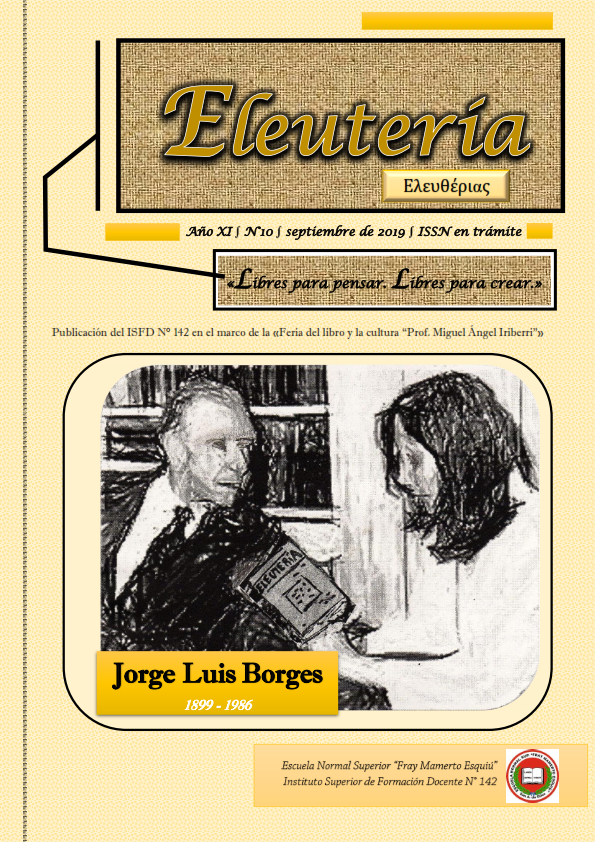 Eleutería
Ελευθέριας
Año XI | Nº10 | septiembre de 2019 | ISSN en trámite
«Libres para pensar. Libres para crear.»
Publicación del ISFD N° 142 en el marco de la «Feria del libro y la cultura “Prof. Miguel Ángel Iriberri”»
ELEUTERÍA
Jorge Luis Borges
1899 - 1986
Escuela Normal Superior “Fray Mamerto Esquiú”
Instituto Superior de Formación Docente N° 142